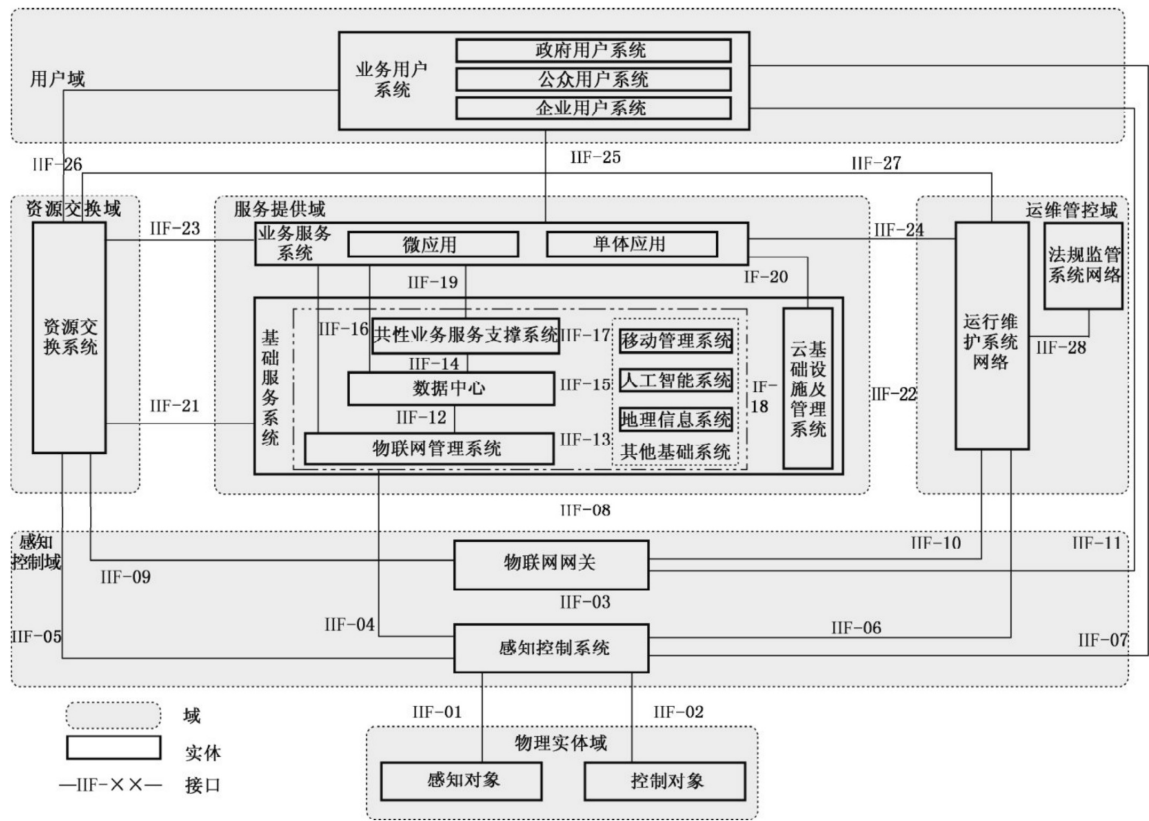 用户域
业务用户
系统
政府用户系统
公众用户系统
企业用户系统
IIF-26
IIF-25
IIF-27
资源交换域
服务提供域
运维管控域
IIF-23
业务服务
系统
微应用
单体应用
IIF-24
法规监管
系统网络
IIF-19
IF-20
资源交
换系统
基础服务系统
IIF-16
共性业务服务支撑系统
IIF-17
移动管理系统
云基础设施及管理系统
运行维
护系统
网络
IIF-28
IIF-14
IIF-21
数据中心
IIF-15
人工智能系统
IF-
18
IIF-22
IIF-12
地理信息系统
物联网管理系统
IIF-13
其他基础系统
IIF-08
感知
控制域
物联网网关
IIF-10
IIF-11
IIF-09
IIF-03
IIF-05
IIF-04
感知控制系统
IIF-06
IIF-07
IIF-01
IIF-02
域
物理实体域
实休
感知对象
控制对象
—IIF-××—
接口